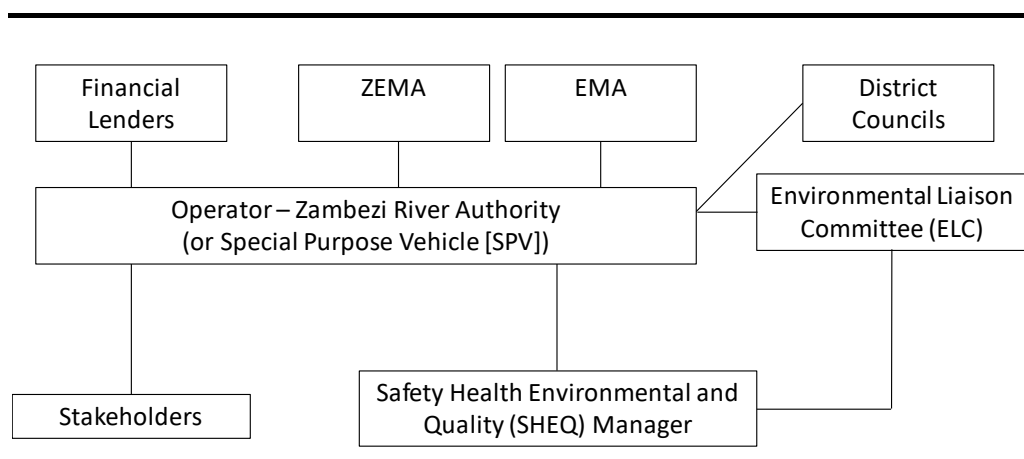 Financial
Lenders
ZEMA
EMA
District
Councils
Operator – Zambezi River Authority
(or Special Purpose Vehicle [SPV])
Environmental Liaison
Committee (ELC)
Stakeholders
Safety Health Environmental and
Quality (SHEQ) Manager